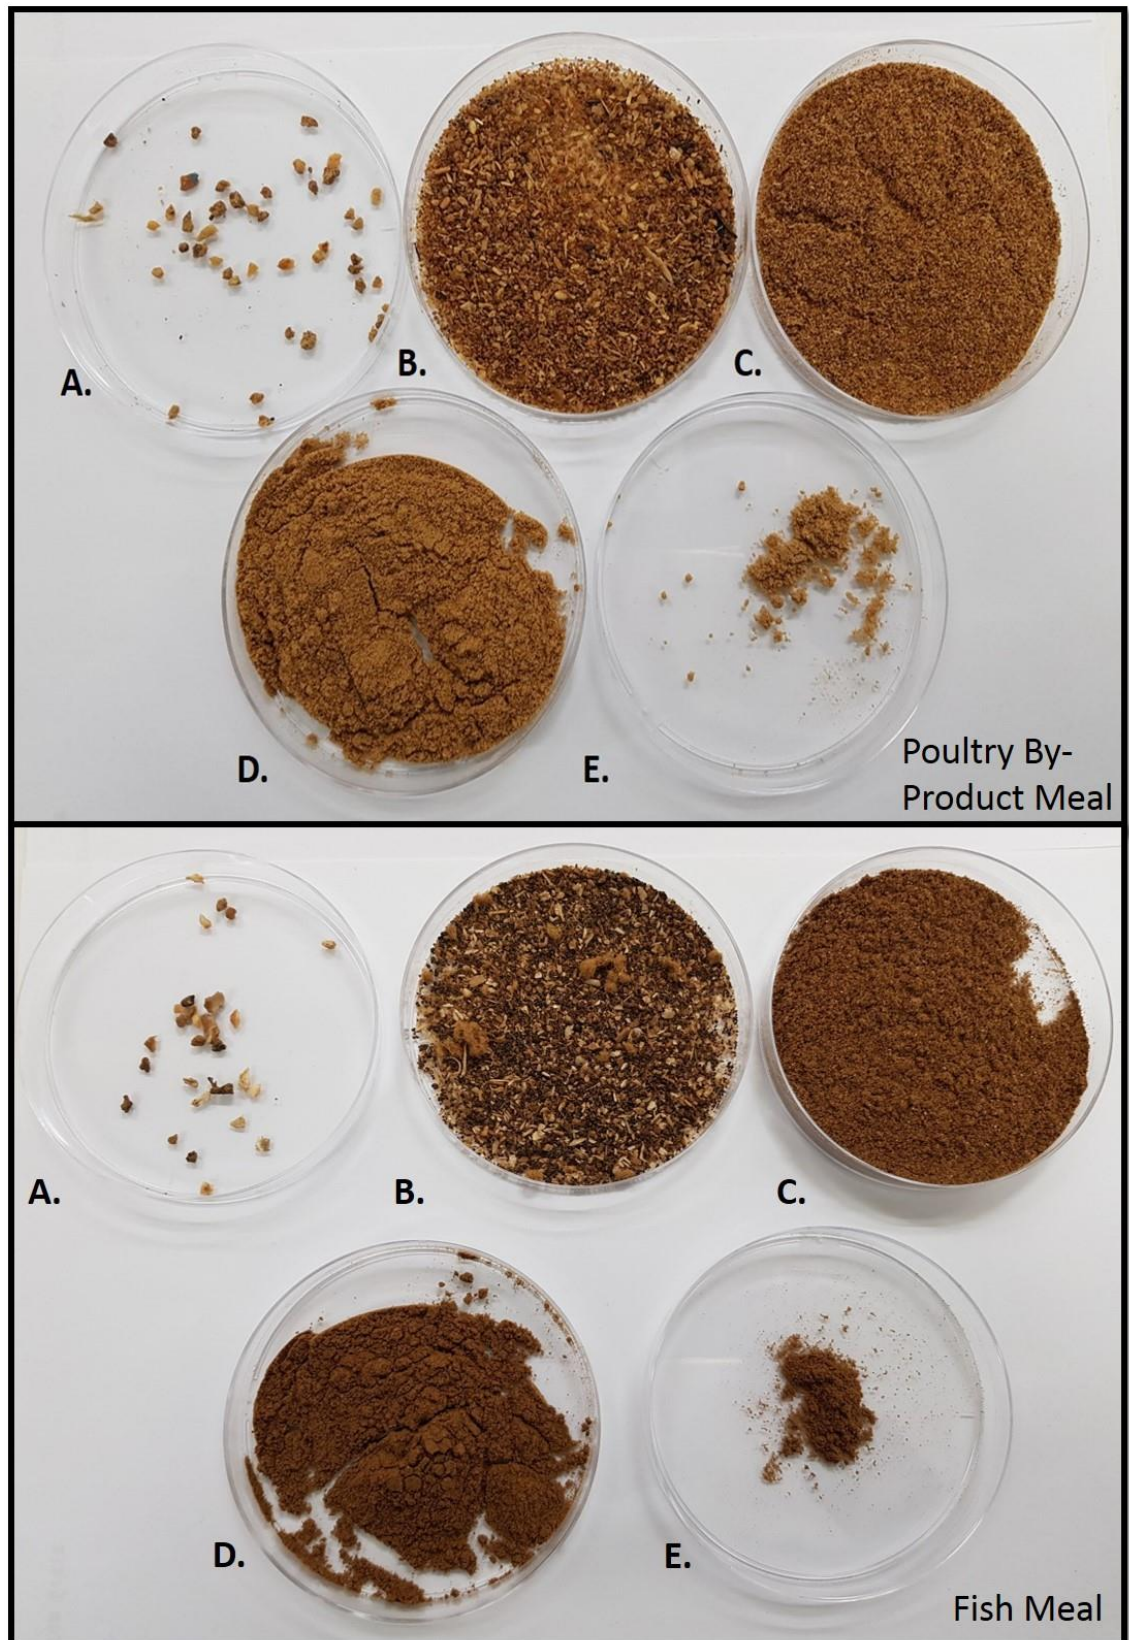 A.
B.
C.
D.
E.
Poultry By-
Product Meal
A.
B.
C.
D.
E.
Fish Meal